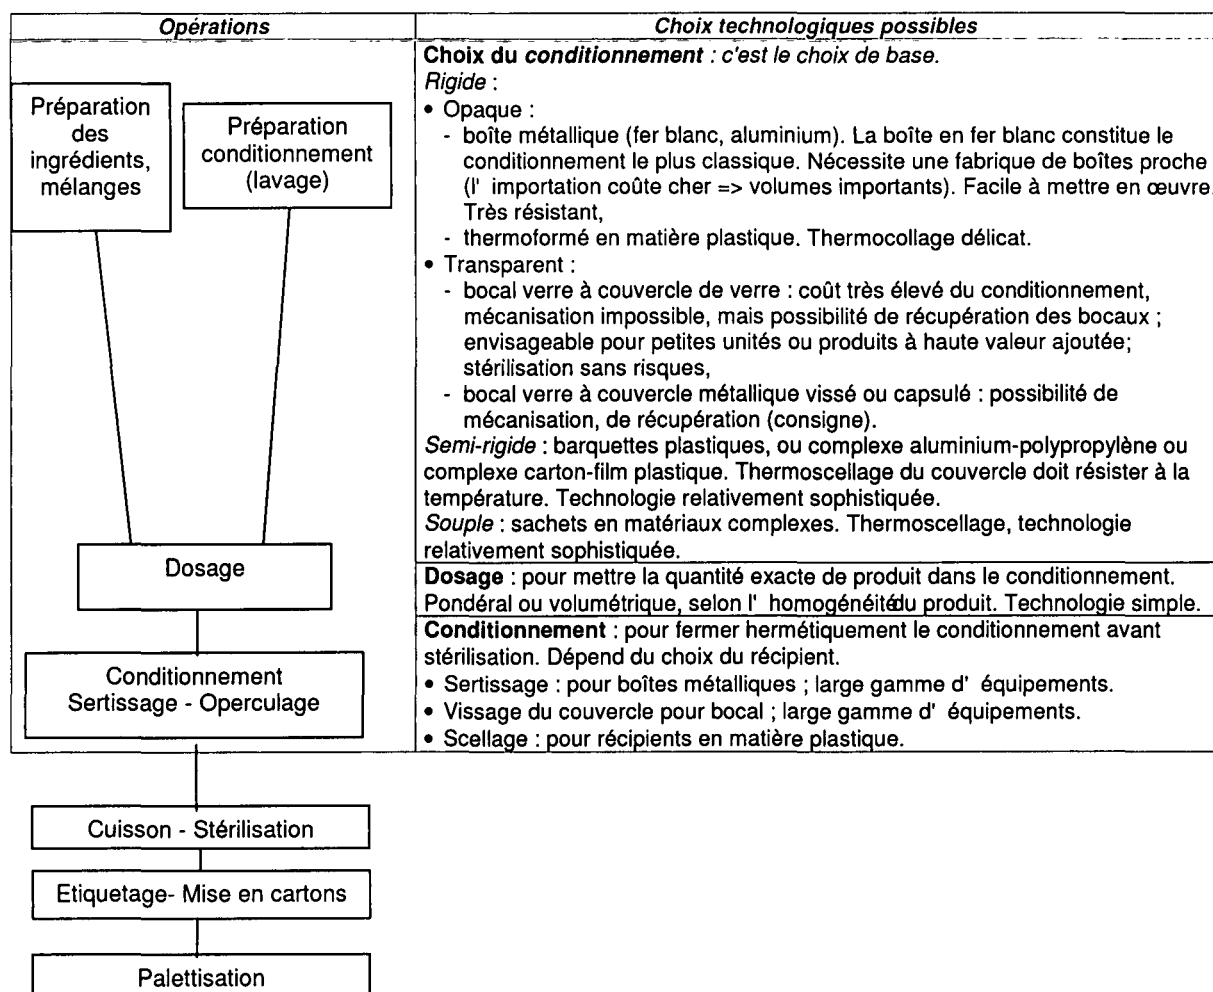 Opérations
Choix technologiques possibles
Préparation
des
ingrédients,
mélanges
Préparation
conditionnement
(lavage)
Choix du conditionnement : c'est le choix de base.
Rigide :
• Opaque :
- boîte métallique (fer blanc, aluminium). La boîte en fer blanc constitue le
conditionnement le plus classique. Nécessite une fabrique de boîtes proche
(l' importation coûte cher => volumes importants). Facile à mettre en œuvre.
Très résistant,
- thermoformé en matière plastique. Thermocollage délicat.
• Transparent :
- bocal verre à couvercle de verre : coût très élevé du conditionnement,
mécanisation impossible, mais possibilité de récupération des bocaux ;
envisageable pour petites unités ou produits à haute valeur ajoutée;
stérilisation sans risques,
- bocal verre à couvercle métallique vissé ou capsulé : possibilité de
mécanisation, de récupération (consigne).
Semi-rigide : barquettes plastiques, ou complexe aluminium-polypropylène ou
complexe carton-film plastique. Thermoscellage du couvercle doit résister à la
température. Technologie relativement sophistiquée.
Souple : sachets en matériaux complexes. Thermoscellage, technologie
relativement sophistiquée.
Dosage
Dosage : pour mettre la quantité exacte de produit dans le conditionnement.
Pondéral ou volumétrique, selon l' homogénéité du produit. Technologie simple.
Conditionnement
Sertissage - Operculage
Conditionnement : pour fermer hermétiquement le conditionnement avant
stérilisation. Dépend du choix du récipient.
• Sertissage : pour boîtes métalliques ; large gamme d' équipements.
• Vissage du couvercle pour bocal ; large gamme d' équipements.
• Scellage : pour récipients en matière plastique.
Cuisson - Stérilisation
Etiquetage- Mise en cartons
Palettisation